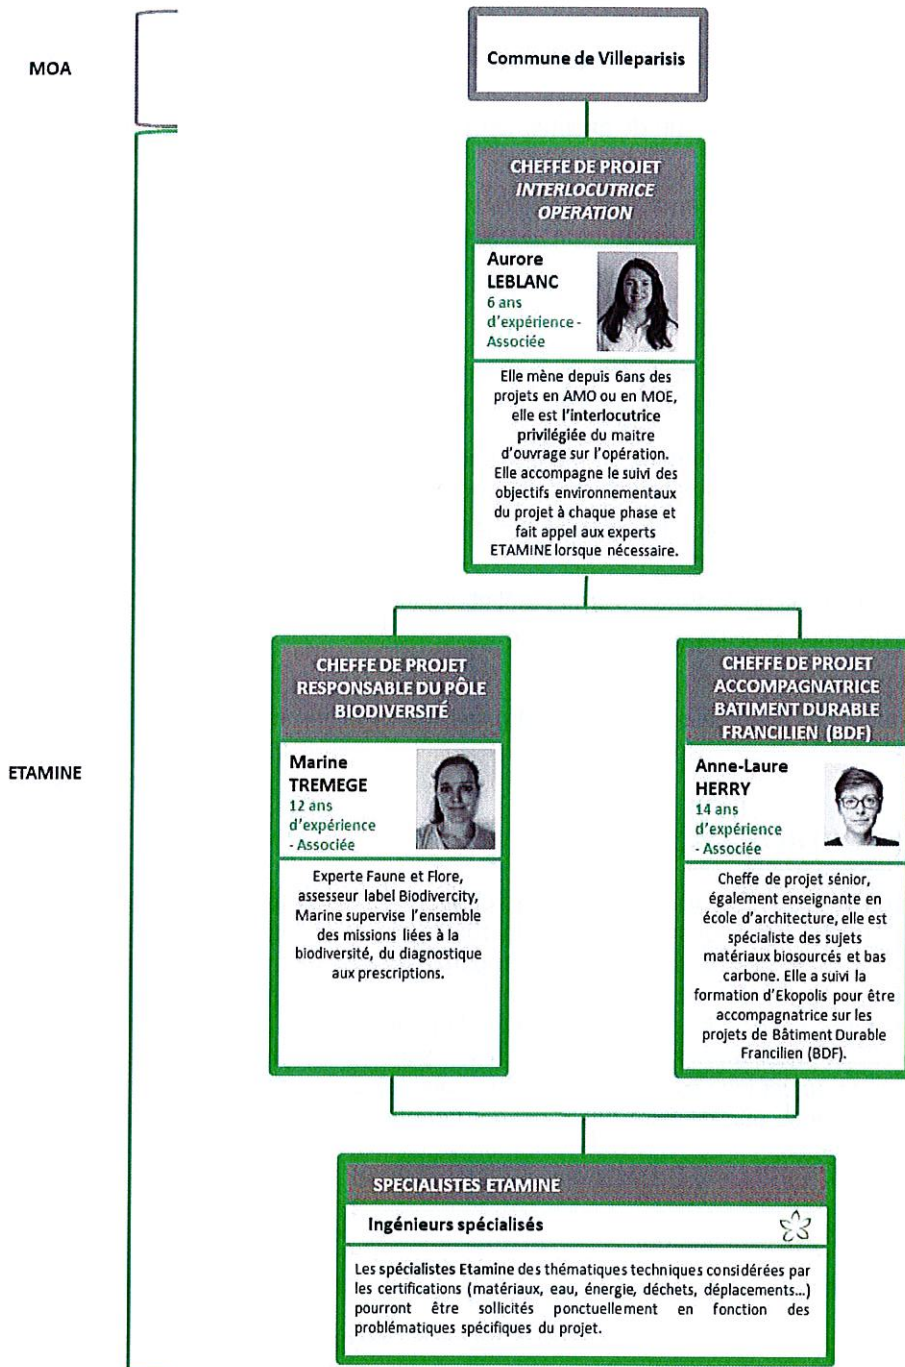 MOA
Commune de Villeparisis
CHEFFE DE PROJET
INTERLOCUTRICE
OPERATION
Aurore
LEBLANC
6 ans
d'expérience -
Associée
Elle mène depuis 6ans des
projets en AMO ou en MOE,
elle est l'interlocutrice
privilégiée du maitre
d'ouvrage sur l'opération.
Elle accompagne le suivi des
objectifs environnementaux
du projet à chaque phase et
fait appel aux experts
ETAMINE lorsque nécessaire.
ETAMINE
CHEFFE DE PROJET
RESPONSABLE DU PÔLE
BIODIVERSITÉ
Marine
TREMEGE
12 ans
d'expérience
- Associée
Experte Faune et Flore,
assesseur label Biodivercity,
Marine supervise l'ensemble
des missions liées à la
biodiversité, du diagnostique
aux prescriptions.
CHEFFE DE PROJET
ACCOMPAGNATRICE
BATIMENT DURABLE
FRANCILIEN (BDF)
Anne-Laure
HERRY
14 ans
d'expérience
- Associée
Cheffe de projet sénior,
également enseignante en
école d'architecture, elle est
spécialiste des sujets
matériaux biosourcés et bas
carbone. Elle a suivi la
formation d'Ekopolis pour être
accompagnatrice sur les
projets de Bâtiment Durable
Francilien (BDF).
SPECIALISTES ETAMINE
Ingénieurs spécialisés
Les spécialistes Etamine des thématiques techniques considérées par
les certifications (matériaux, eau, énergie, déchets, déplacements...)
pourront être sollicités ponctuellement en fonction des
problématiques spécifiques du projet.